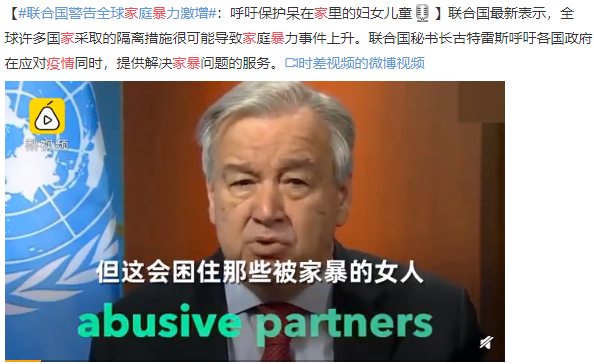 【#联合国警告全球家庭暴力激增#：呼吁保护呆在家里的妇女儿童🎙️】联合国最新表示，全
球许多国家采取的隔离措施很可能导致家庭暴力事件上升。联合国秘书长古特雷斯呼吁各国政府
在应对疫情同时，提供解决家暴问题的服务。时差视频的微博视频
梨视频
但这会困住那些被家暴的女人
abusive partners